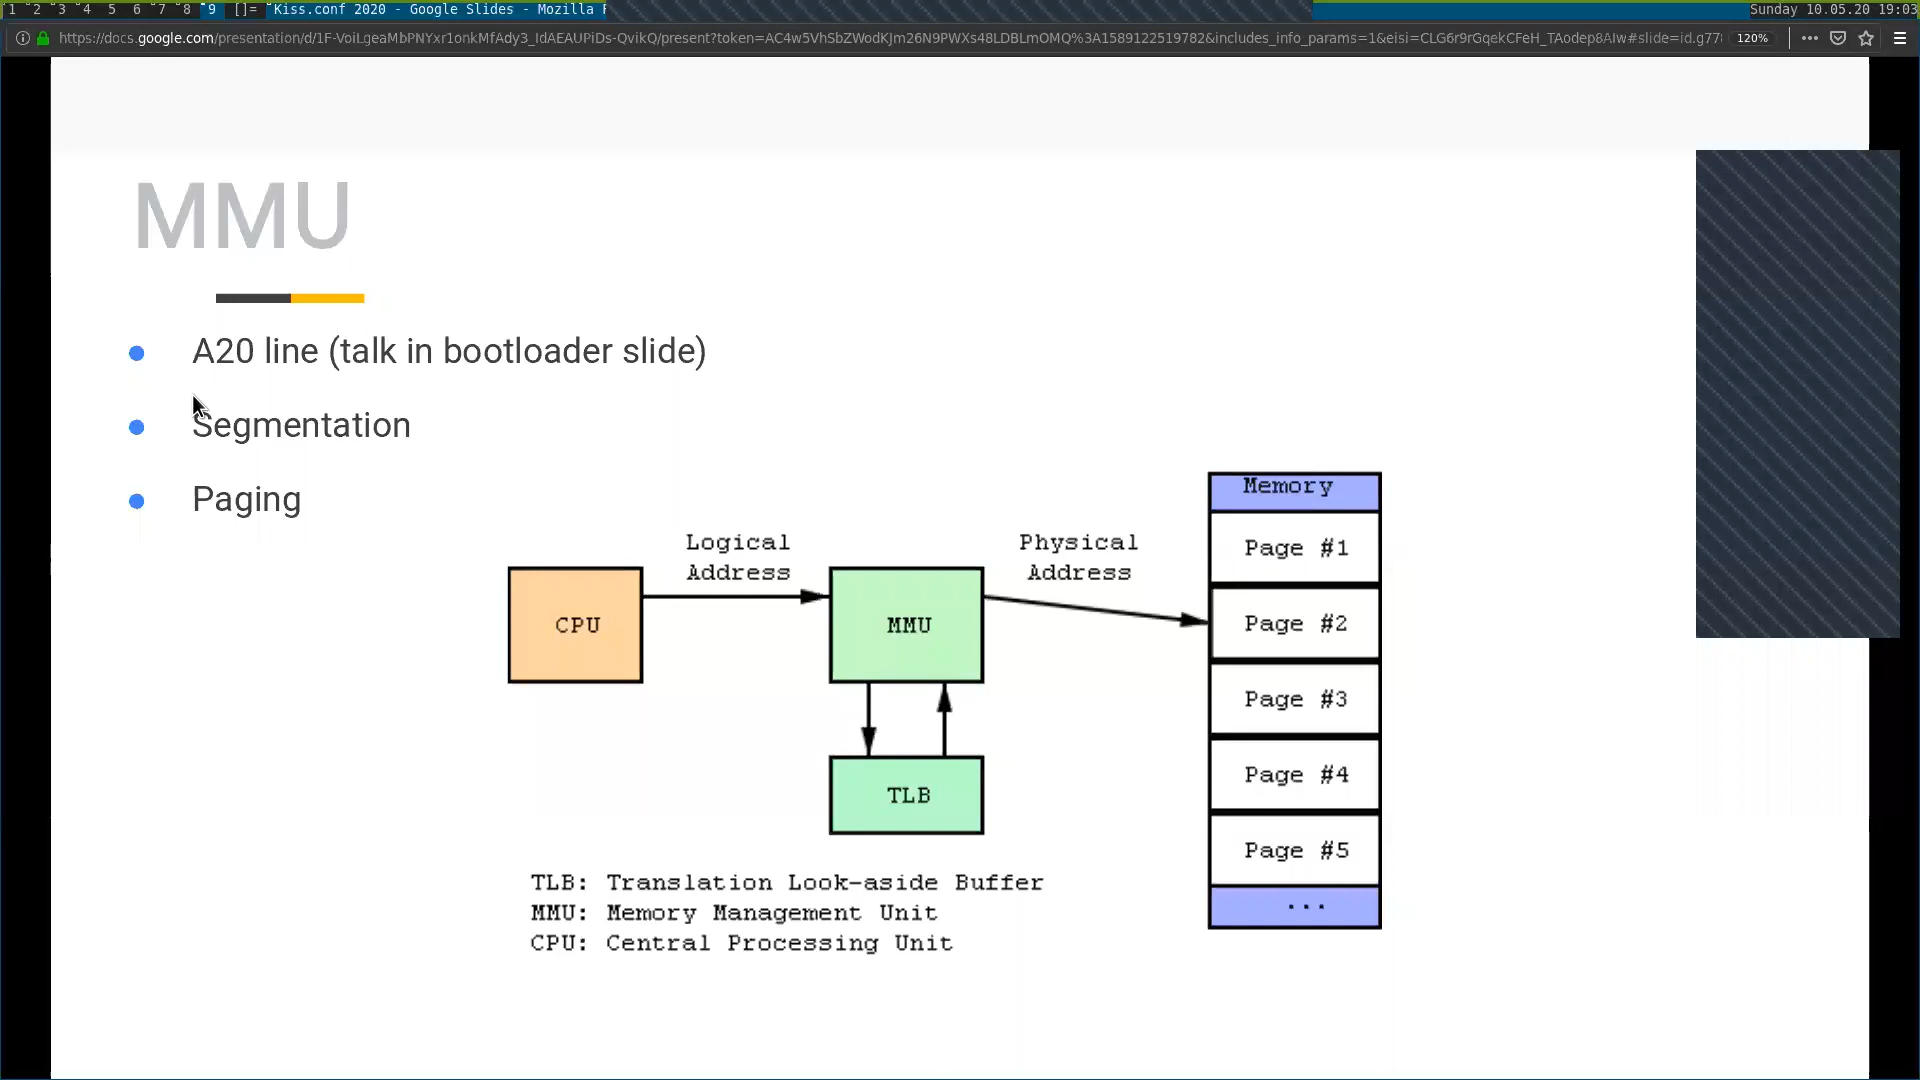 1 2 3 4 5 6 7 8 9 []= Kiss.conf 2020 - Google Slides - Mozilla F Sunday 10.05.20 19:03
https://docs.google.com/presentation/d/1F-VoiLgeaMbPNYxr1onkMfAdy3_IdAEAUPiDs-QvikQ/present?token=AC4w5VhSbZWodKJm26N9PWXs48LDBLmOMQ%3A1589122519782&includes_info_params=1&eisi=CLG6r9rGqekCFeH_TAodep8AIw#slide=id.g77 120%
MMU
A20 line (talk in bootloader slide)
Segmentation
Paging
Memory
Page #1
Page #2
Page #3
Page #4
Page #5
...
Logical
Address
Physical
Address
CPU
MMU
TLB
TLB: Translation Look-aside Buffer
MMU: Memory Management Unit
CPU: Central Processing Unit